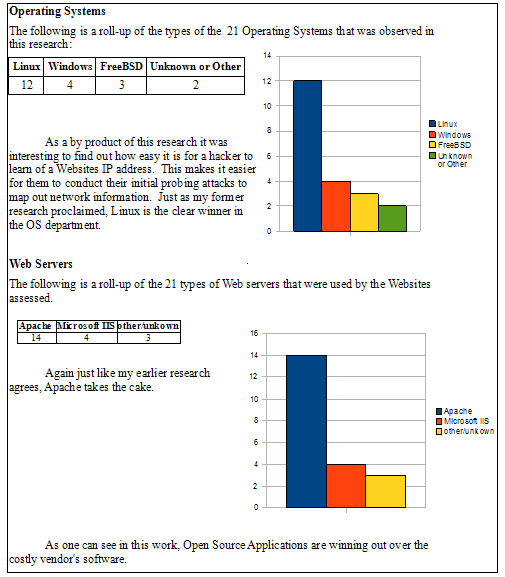 Operating Systems
The following is a roll-up of the types of the 21 Operating Systems that was observed in
this research:
Linux Windows FreeBSD Unknown or Other
12 4 3 2
14
12
10
8
6
4
2
0
Linux
Windows
FreeBSD
Unknown
or Other
As a by product of this research it was
interesting to find out how easy it is for a hacker to
learn of a Websites IP address. This makes it easier
for them to conduct their initial probing attacks to
map out network information. Just as my former
research proclaimed, Linux is the clear winner in
the OS department.
Web Servers
The following is a roll-up of the 21 types of Web servers that were used by the Websites
assessed.
Apache Microsoft IIS other/unkown
14 4 3
Again just like my earlier research
agrees, Apache takes the cake.
16
14
12
10
8
6
4
2
0
Apache
Microsoft IIS
other/unkown
As one can see in this work, Open Source Applications are winning out over the
costly vendor's software.